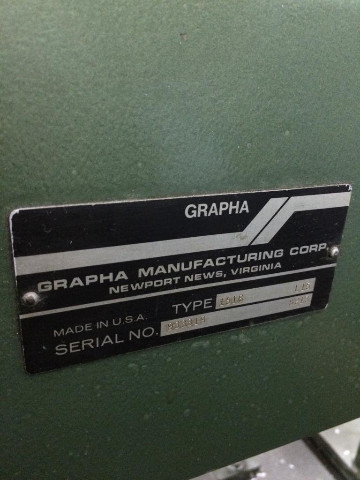 GRAPHA
GRAPHA MANUFACTURING CORP.
NEWPORT NEWS, VIRGINIA
MADE IN U.S.A. TYPE
SERIAL NO.